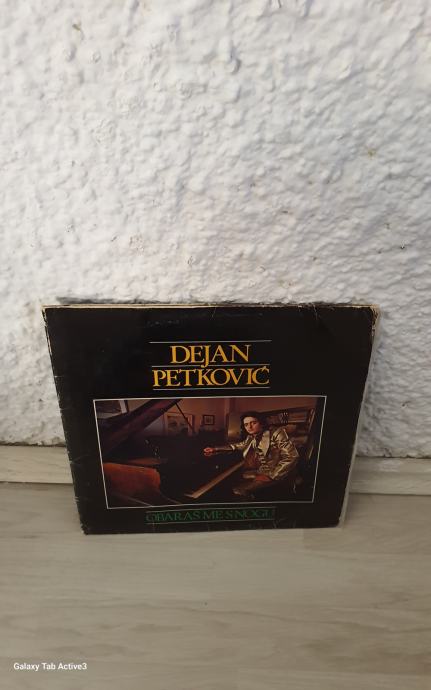 DEJAN
PETKOVIĆ
OBARAŠ ME S NOGU
Galaxy Tab Active3